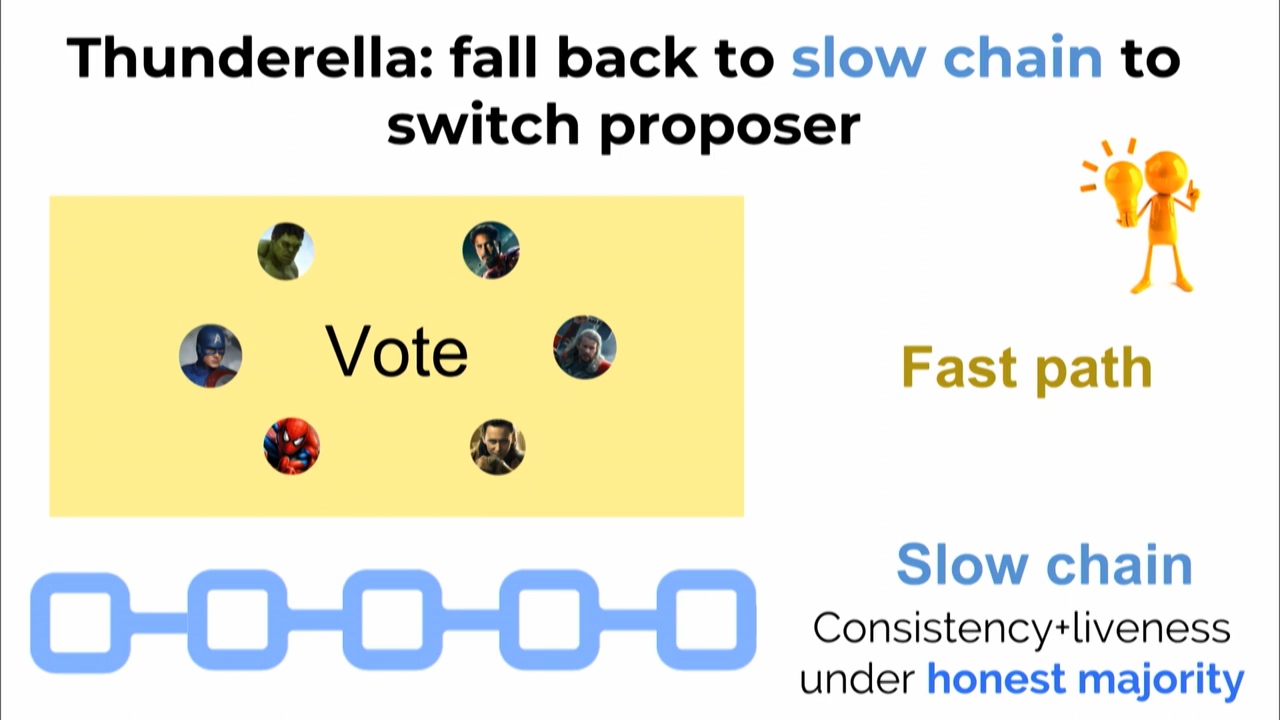 Thunderella: fall back to slow chain to
switch proposer
Vote
Fast path
Slow chain
Consistency+liveness
under honest majority